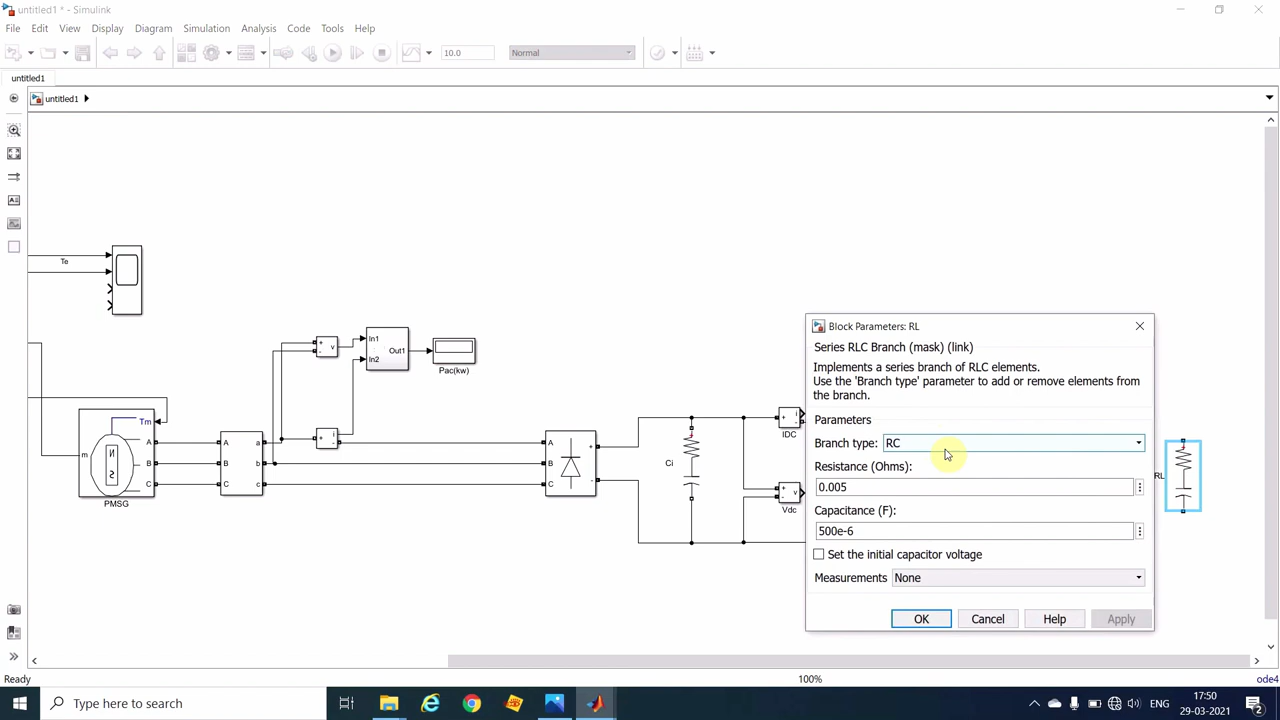 untitled1 * - Simulink
File Edit View Display Diagram Simulation Analysis Code Tools Help
10.0
Normal
untitled1
untitled1
Te
In1
In2
Out1
Pac(kw)
+
-
v
+
-
i
m
Tm
N
S
A
B
C
PMSG
A
B
C
a
b
c
A
B
C
+
-
Ci
+
+
i
-
IDC
+
-
v
Vdc
Block Parameters: RL
Series RLC Branch (mask) (link)
Implements a series branch of RLC elements.
Use the 'Branch type' parameter to add or remove elements from
the branch.
Parameters
Branch type: RC
Resistance (Ohms):
0.005
Capacitance (F):
500e-6
Set the initial capacitor voltage
Measurements None
OK Cancel Help Apply
RL
+
Ready
100%
ode4
Type here to search
ENG
17:50
29-03-2021
2